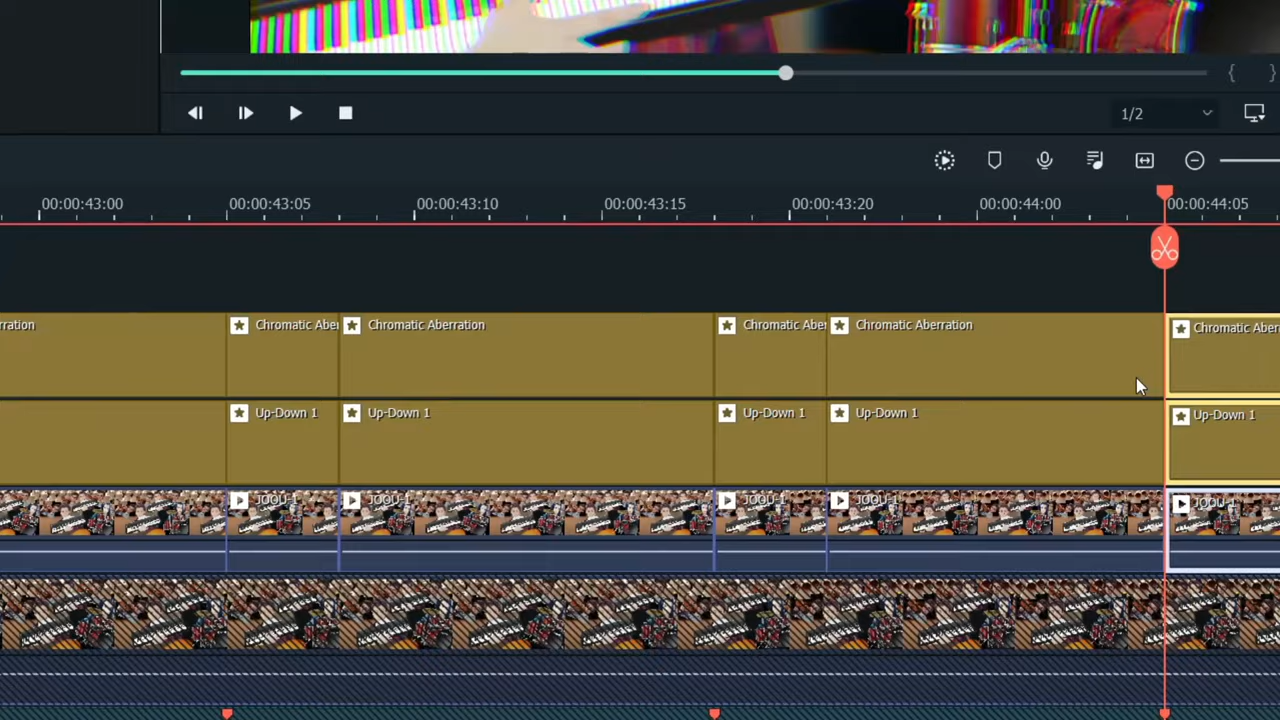 { }
1/2
00:00:43:00 00:00:43:05 00:00:43:10 00:00:43:15 00:00:43:20 00:00:44:00 00:00:44:05
rration Chromatic Aber Chromatic Aberration Chromatic Aber Chromatic Aberration Chromatic Aber
Up-Down 1 Up-Down 1 Up-Down 1 Up-Down 1 Up-Down 1